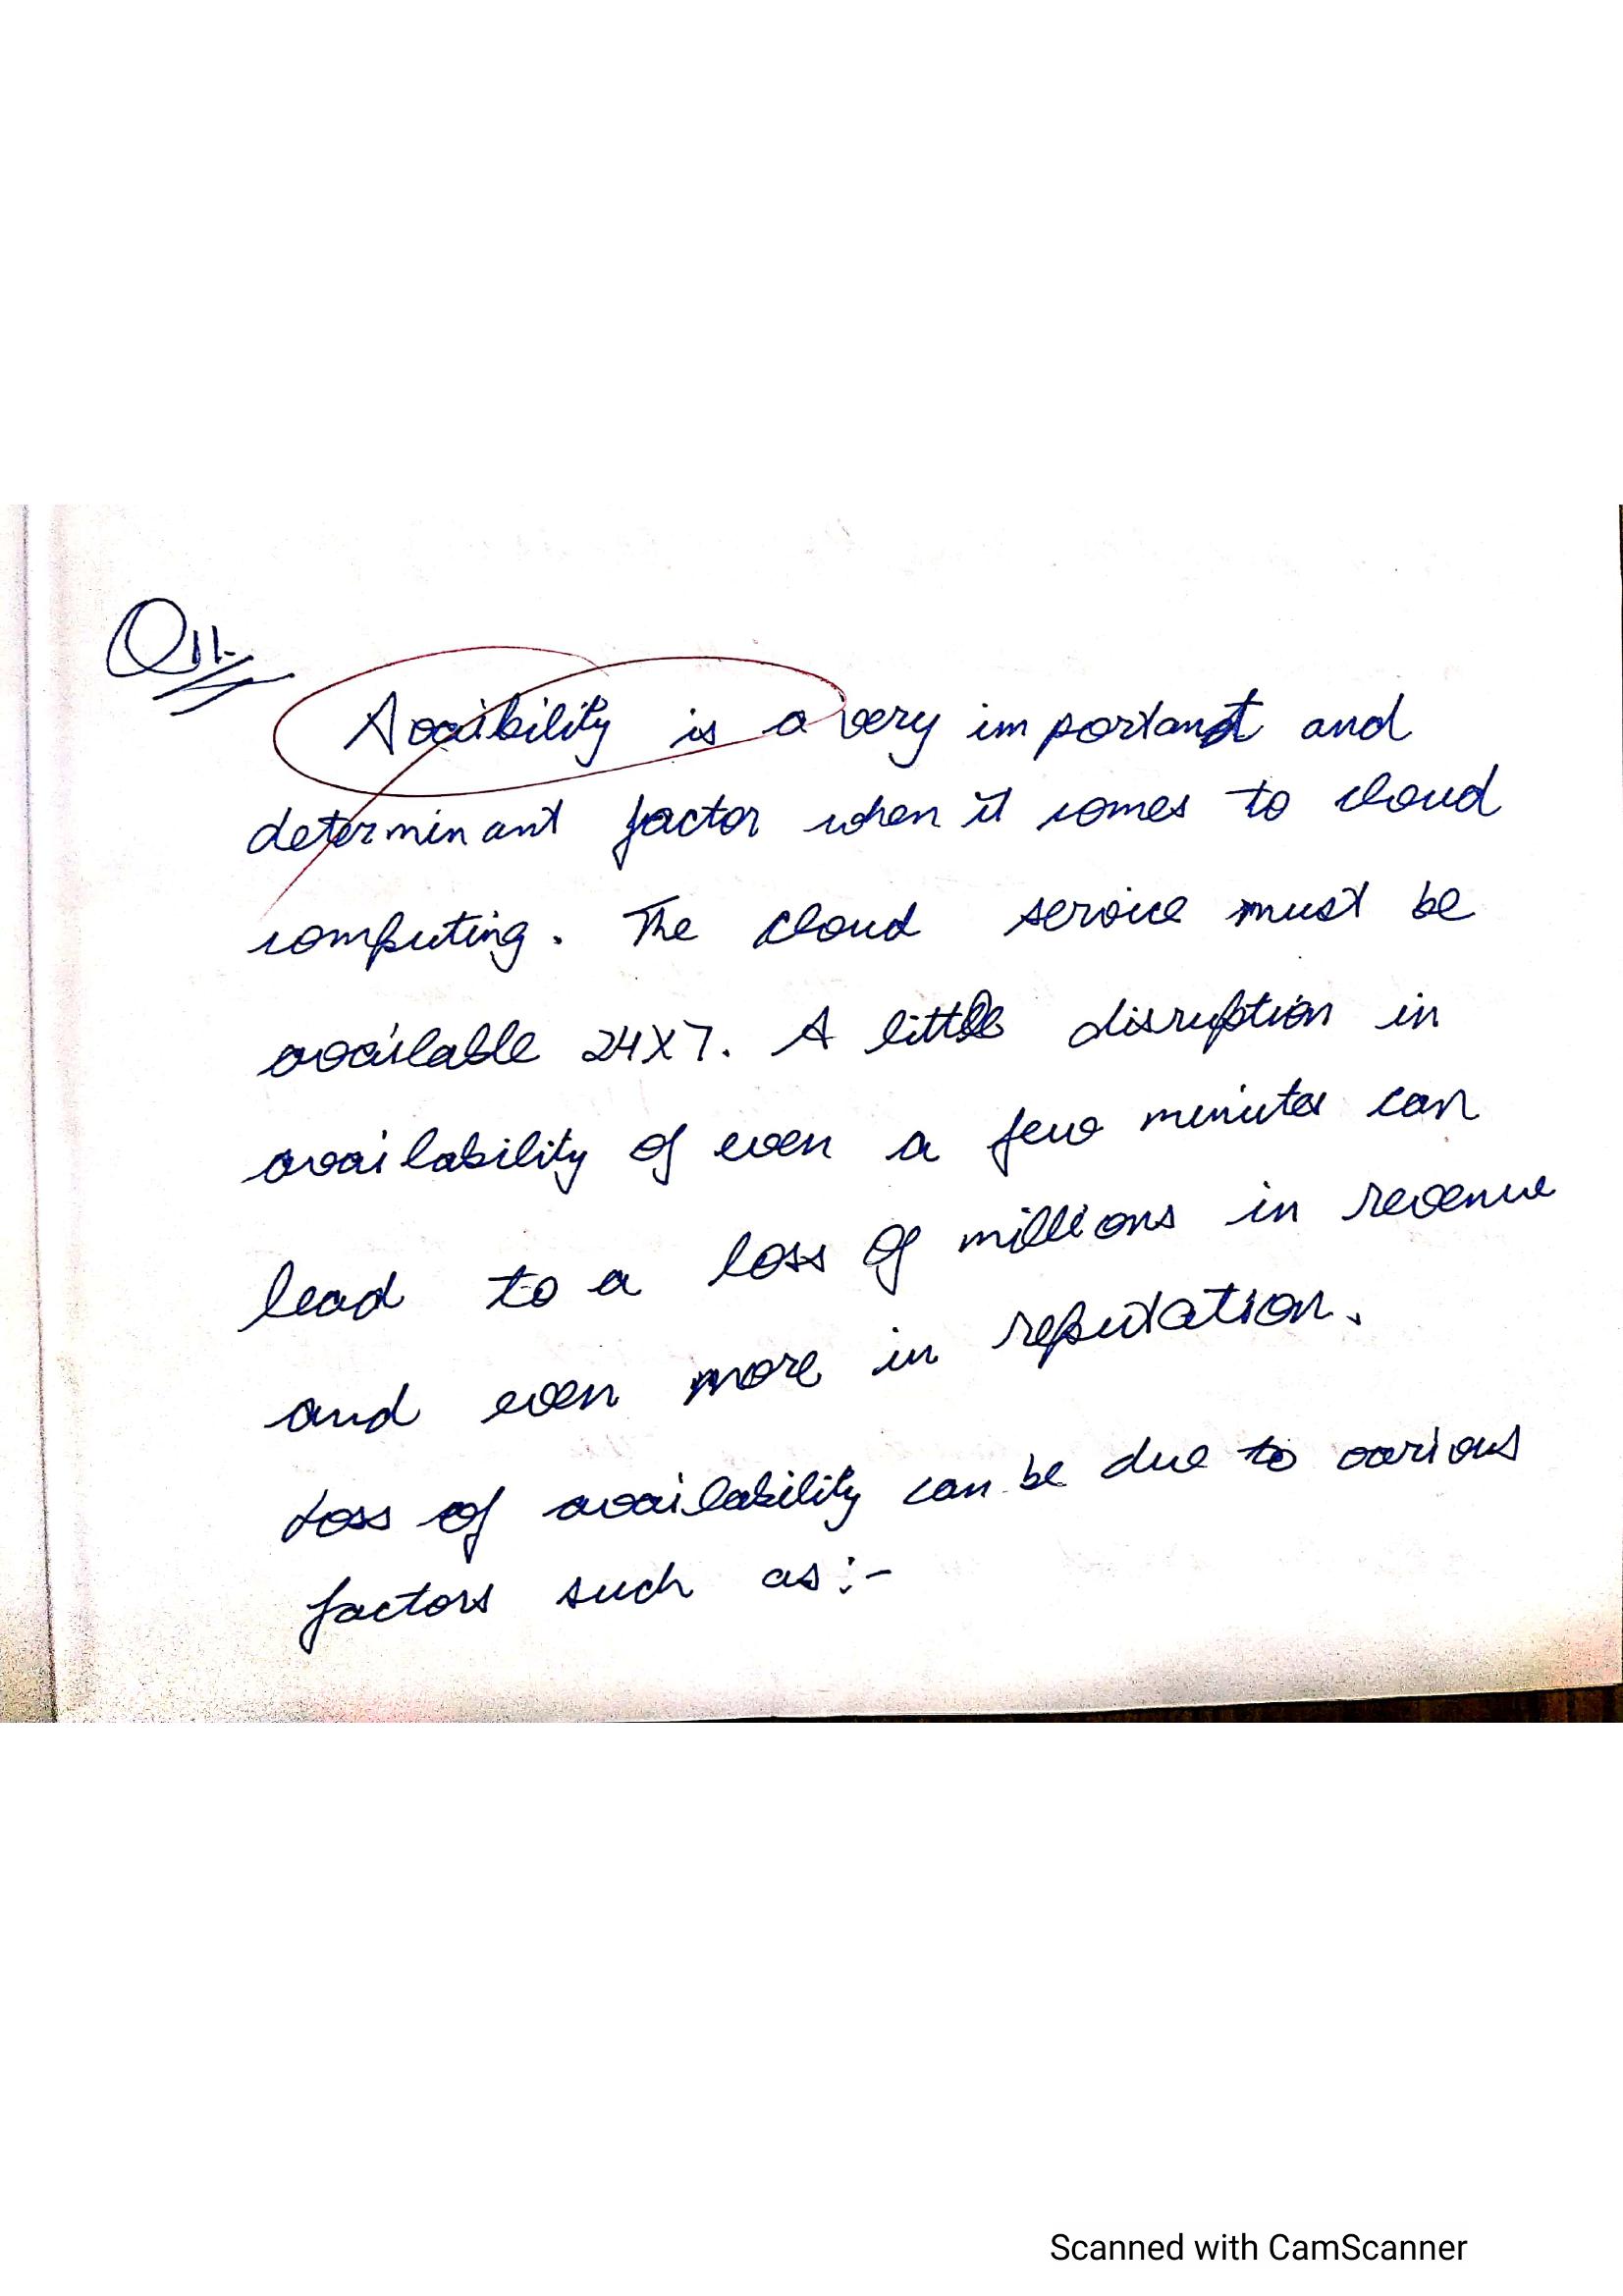 Q11.
Avaibility is a very important and
determinant factor when it comes to cloud
computing. The cloud service must be
available 24X7. A little disruption in
availability of even a few minutes can
lead to a loss of millions in revenue
and even more in reputation.
Loss of availability can be due to various
factors such as:-
Scanned with CamScanner